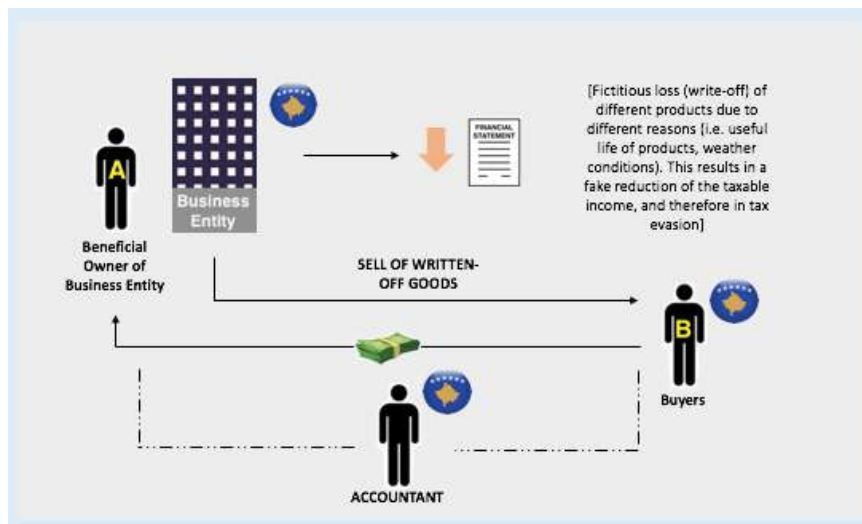 [Fictitious loss (write-off) of
different products due to
different reasons (i.e. useful
life of products, weather
conditions). This results in a
fake reduction of the taxable
income, and therefore in tax
evasion]
FINANCIAL
STATEMENT
A
Business
Entity
Beneficial
Owner of
Business Entity
SELL OF WRITTEN-
OFF GOODS
B
Buyers
ACCOUNTANT